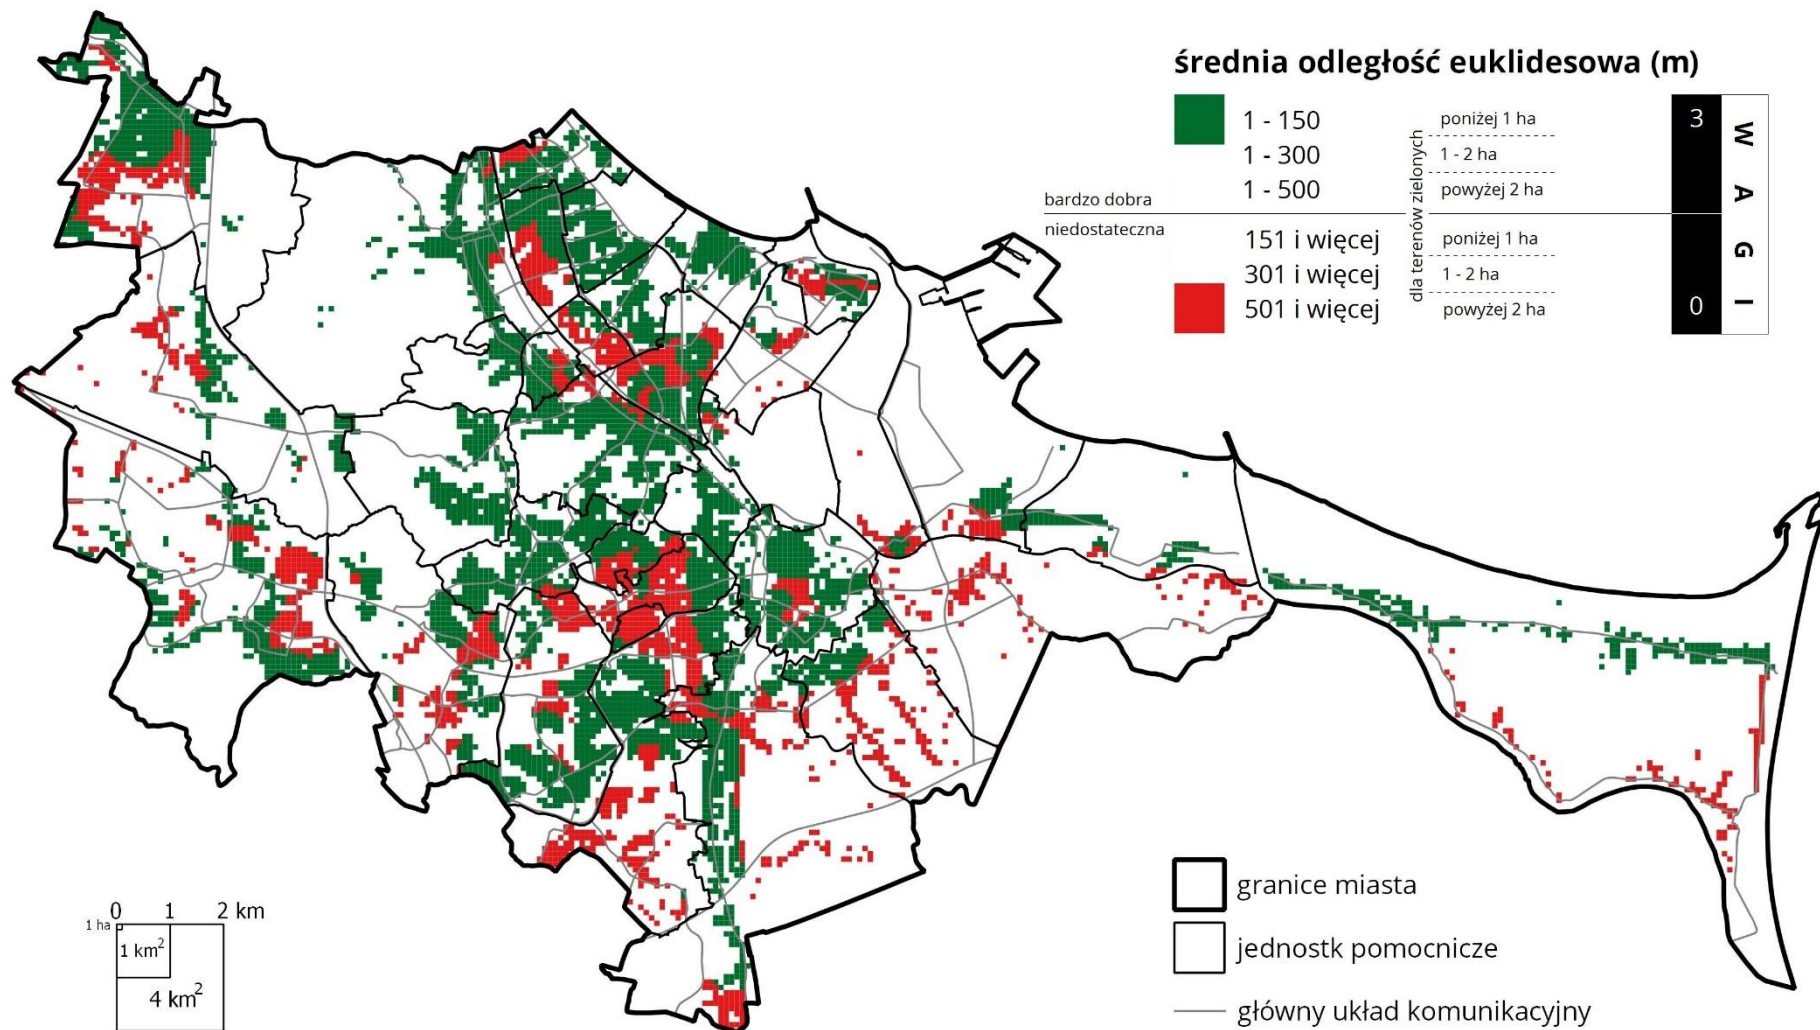 średnia odległość euklidesowa (m)
1 - 150
1 - 300
1 - 500
poniżej 1 ha
1 - 2 ha
powyżej 2 ha
bardzo dobra
niedostateczna
151 i więcej
301 i więcej
501 i więcej
poniżej 1 ha
1 - 2 ha
powyżej 2 ha
dla terenów zielonych
3
0
WAGI
granice miasta
jednostk pomocnicze
główny układ komunikacyjny
0 1 2 km
1 ha
1 km²
4 km²